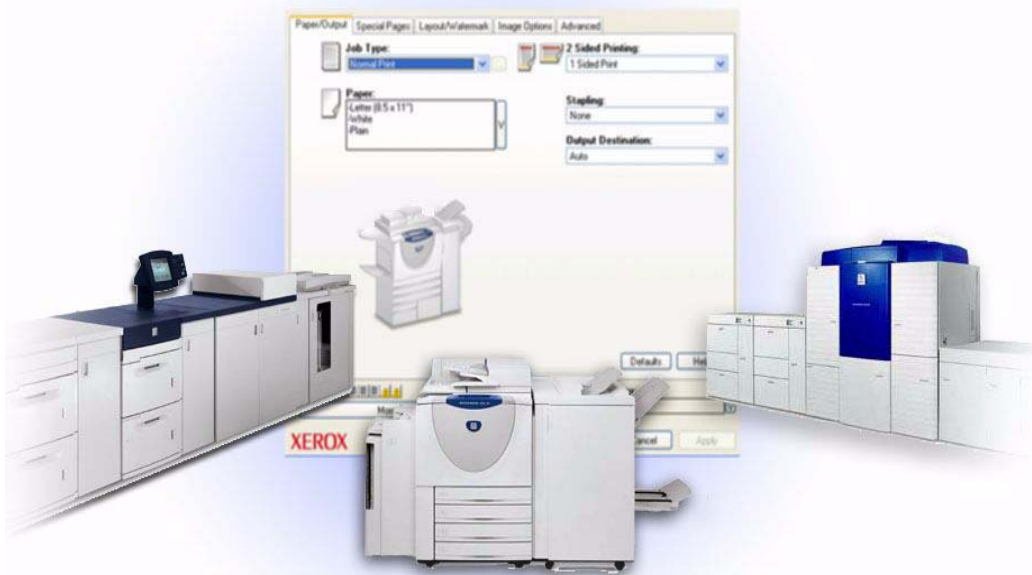 Paper/Output Special Pages Layout/Watermark Image Options Advanced
Job Type:
Normal Print
2 Sided Printing:
1 Sided Print
Paper:
-Letter (8.5 x 11")
-White
-Plain
Stapling:
None
Output Destination:
Auto
Defaults
XEROX
Apply